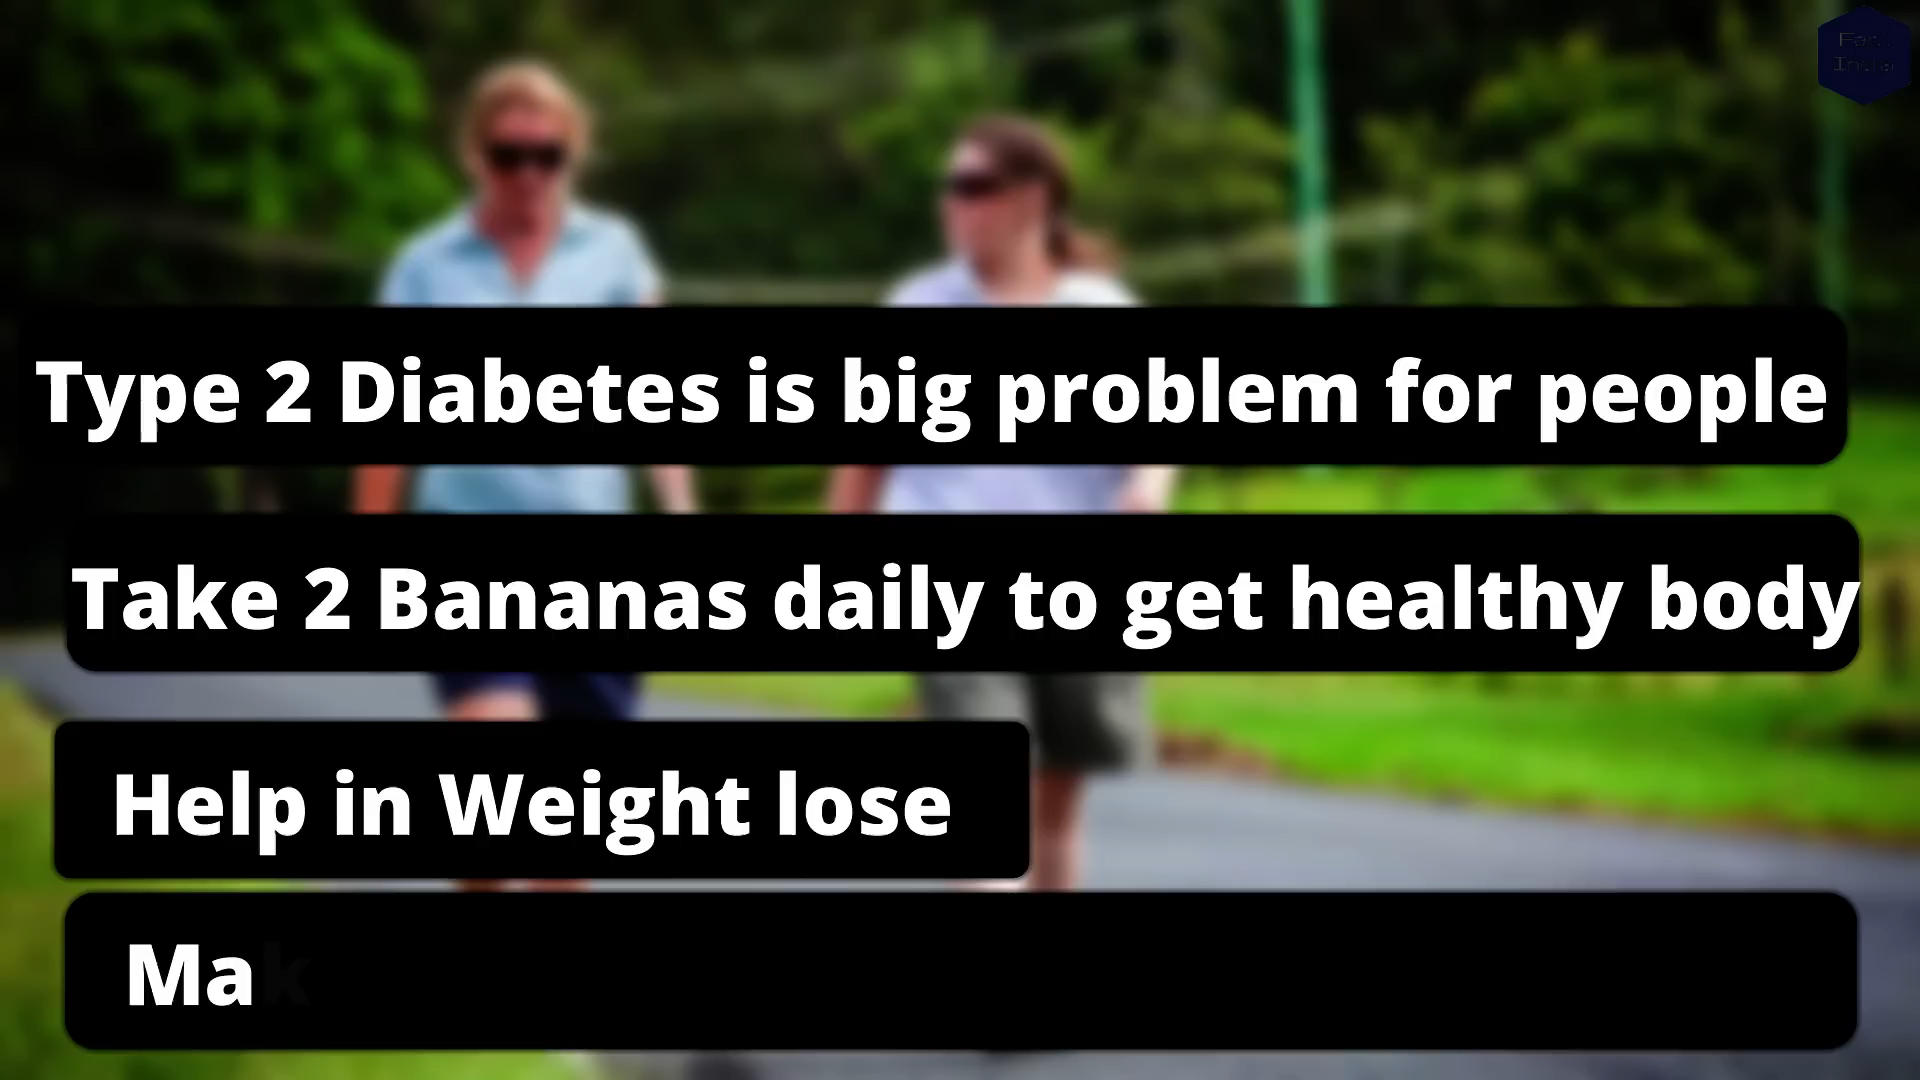 Type 2 Diabetes is big problem for people
Take 2 Bananas daily to get healthy body
Help in Weight lose
Mak